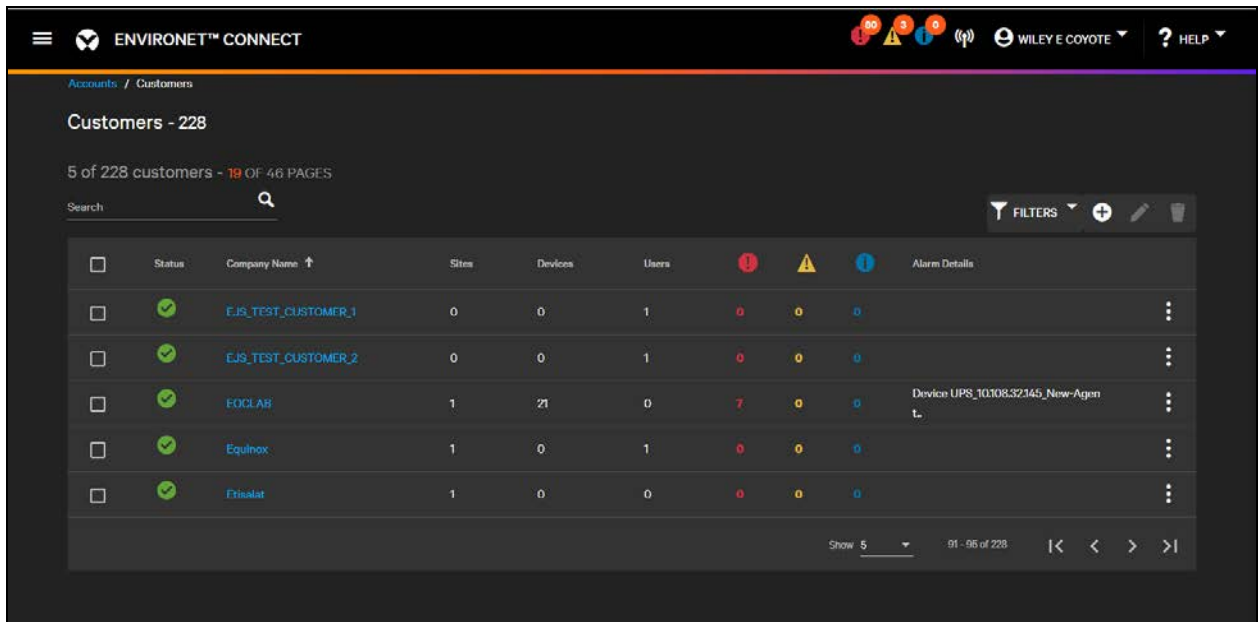 80 3 0
ENVIRONET™ CONNECT WILEY E COYOTE ? HELP
Accounts / Customers
Customers - 228
5 of 228 customers - 19 OF 46 PAGES
Search
FILTERS
Status Company Name ↑ Sites Devices Users Alarm Details
EJS_TEST_CUSTOMER_1 0 0 1 0 0 0
EJS_TEST_CUSTOMER_2 0 0 1 0 0 0
EOCLAB 1 21 0 7 0 0 Device UPS_10.108.32.145_New-Agen
t..
Equinox 1 0 1 0 0 0
Etisalat 1 0 0 0 0 0
Show 5 91 - 95 of 228